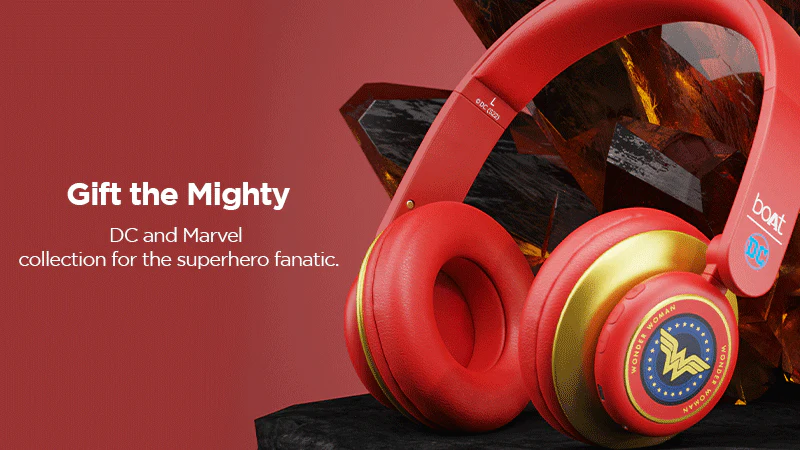 Gift the Mighty
DC and Marvel
collection for the superhero fanatic.
L
boAt
DC
WONDER WOMAN
WONDER WOMAN